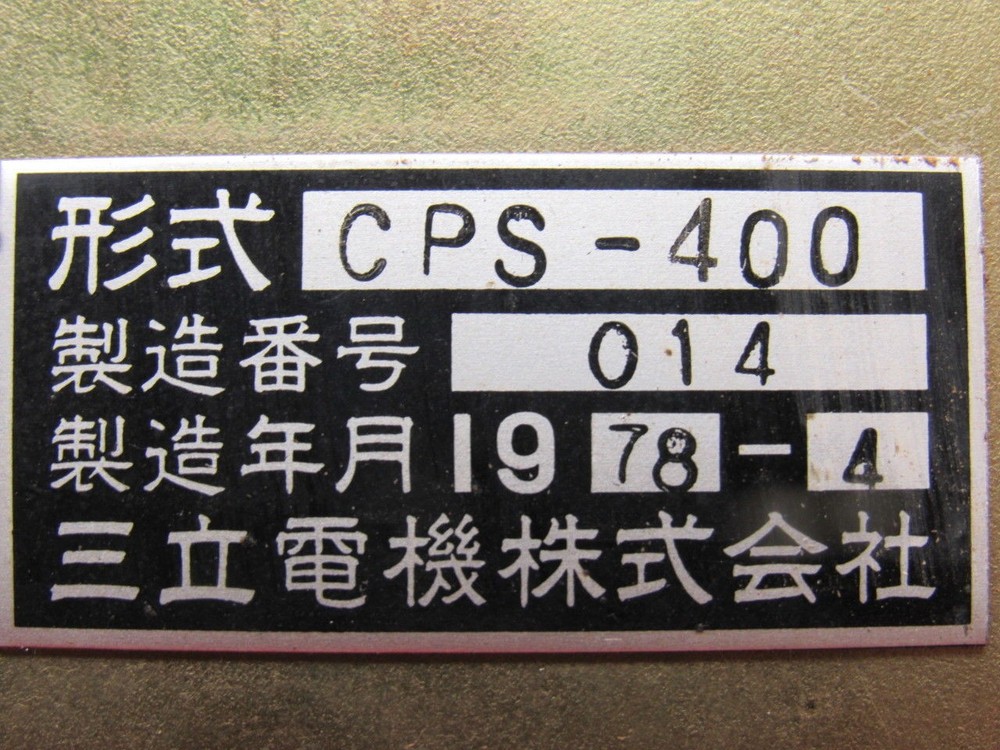 形式 CPS-400
製造番号 014
製造年月 1978-4
三立電機株式会社